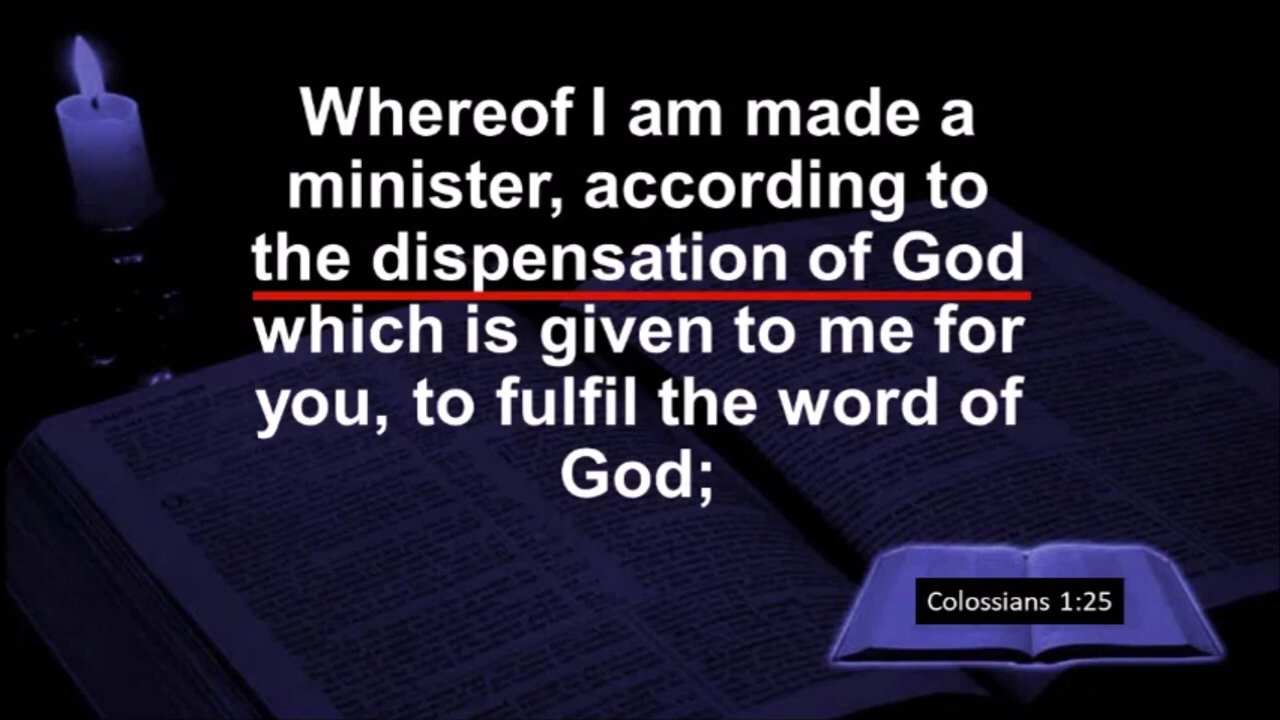 Whereof I am made a
minister, according to
the dispensation of God
which is given to me for
you, to fulfil the word of
God;
Colossians 1:25